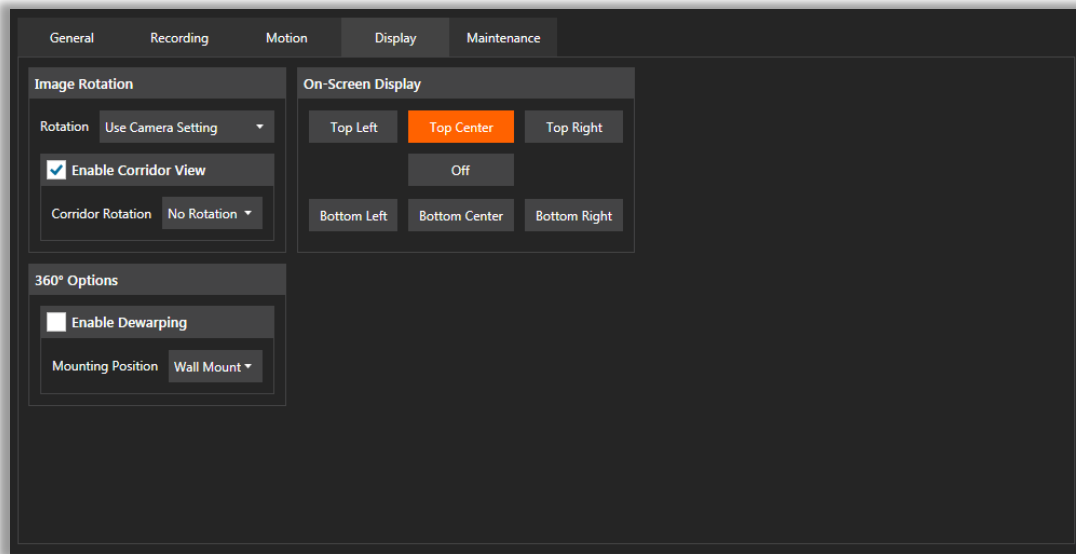 General Recording Motion Display Maintenance
Image Rotation
Rotation Use Camera Setting
Enable Corridor View
Corridor Rotation No Rotation
On-Screen Display
Top Left Top Center Top Right
Off
Bottom Left Bottom Center Bottom Right
360° Options
Enable Dewarping
Mounting Position Wall Mount